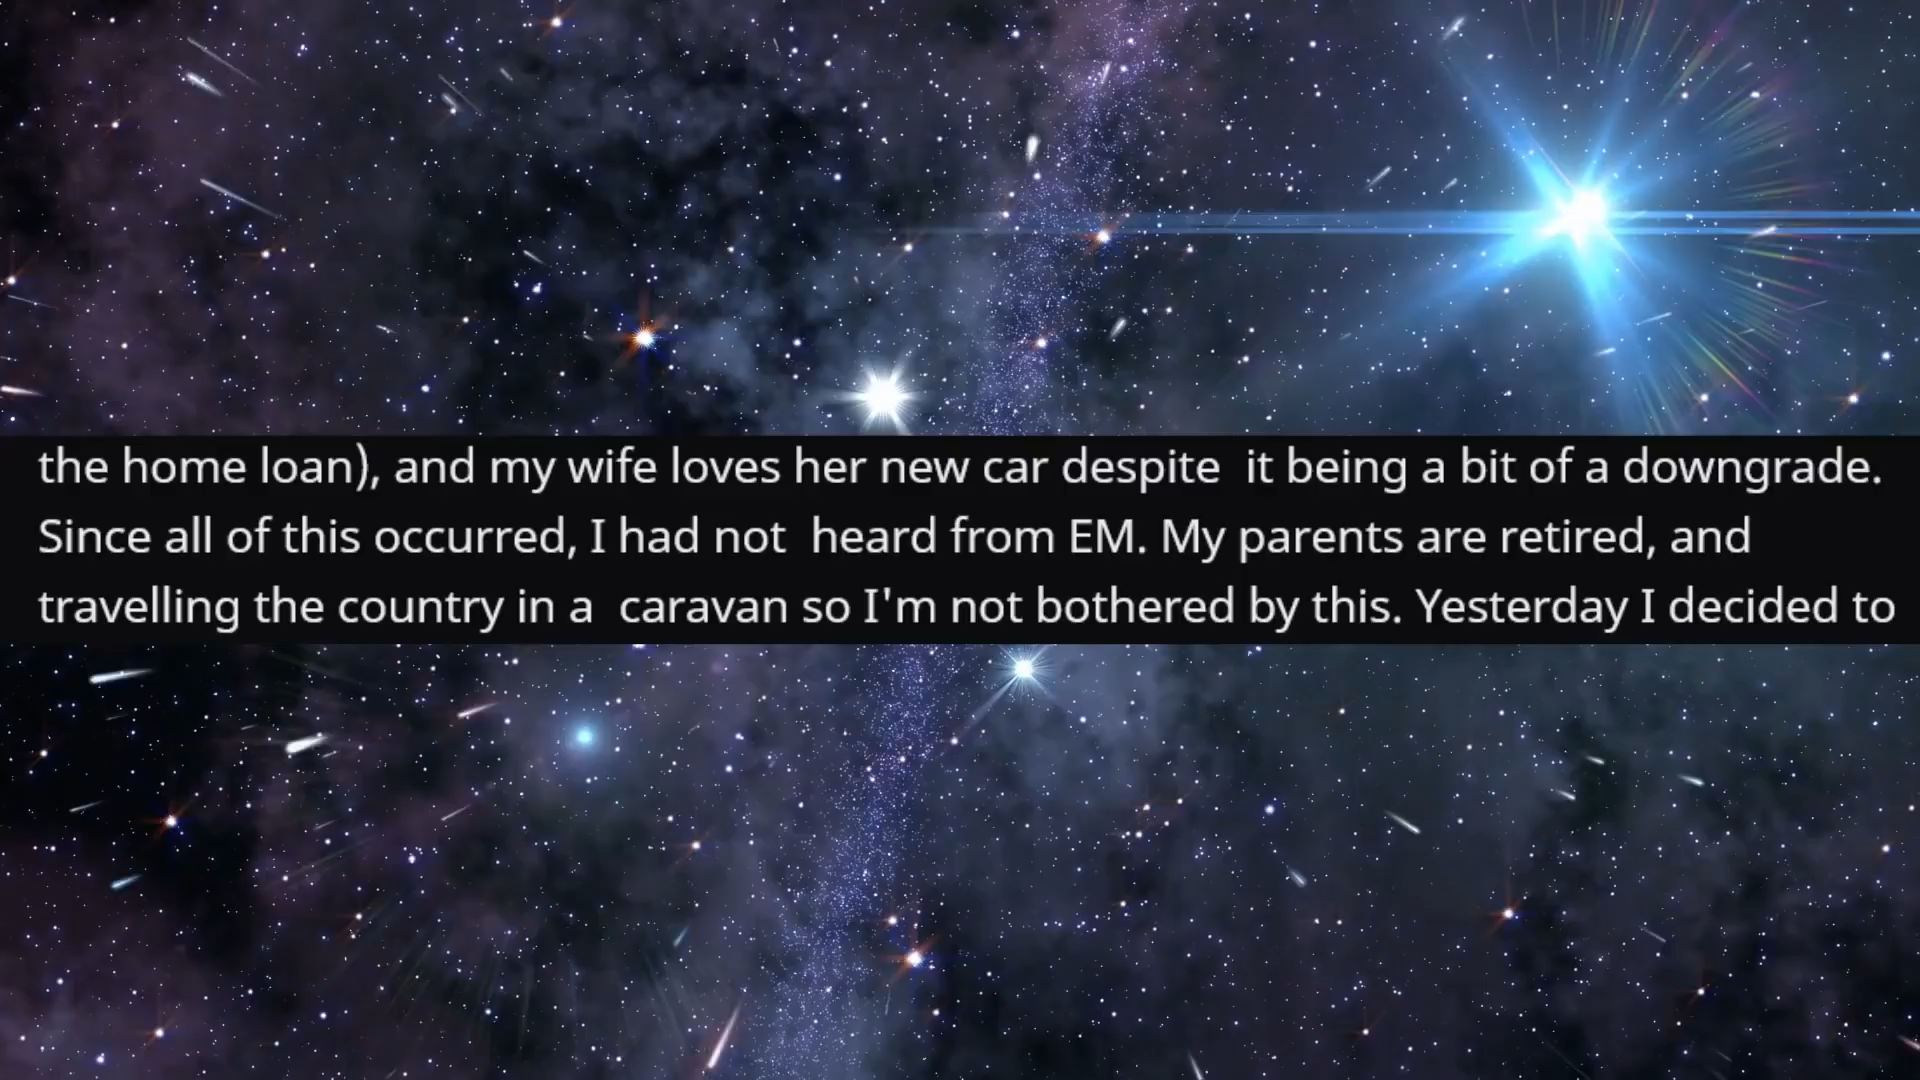 the home loan), and my wife loves her new car despite  it being a bit of a downgrade.
Since all of this occurred, I had not  heard from EM. My parents are retired, and
travelling the country in a  caravan so I'm not bothered by this. Yesterday I decided to